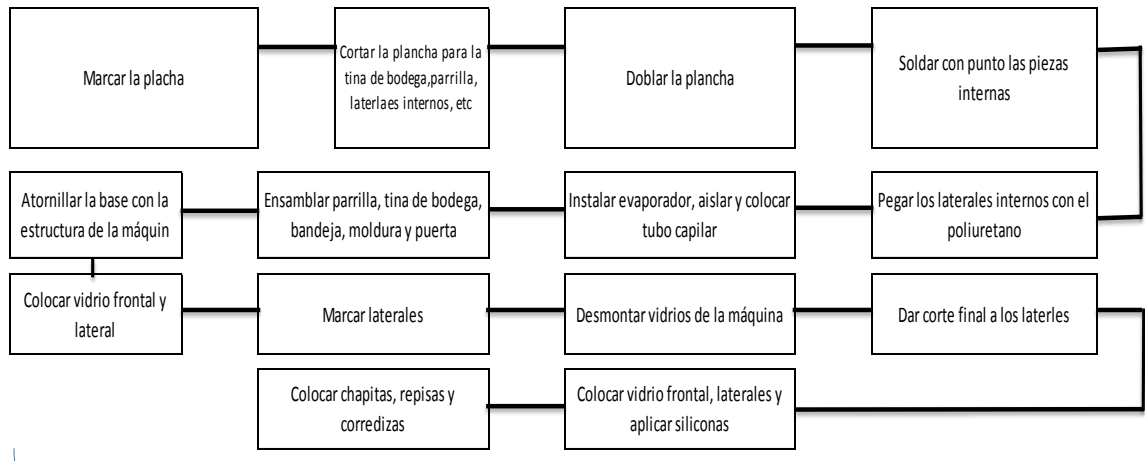 Marcar la placha
Cortar la plancha para la
tina de bodega,parrilla,
laterlaes internos, etc
Doblar la plancha
Soldar con punto las piezas
internas
Pegar los laterales internos con el
poliuretano
Instalar evaporador, aislar y colocar
tubo capilar
Ensamblar parrilla, tina de bodega,
bandeja, moldura y puerta
Atornillar la base con la
estructura de la máquin
Colocar vidrio frontal y
lateral
Marcar laterales
Desmontar vidrios de la máquina
Dar corte final a los laterles
Colocar vidrio frontal, laterales y
aplicar siliconas
Colocar chapitas, repisas y
corredizas